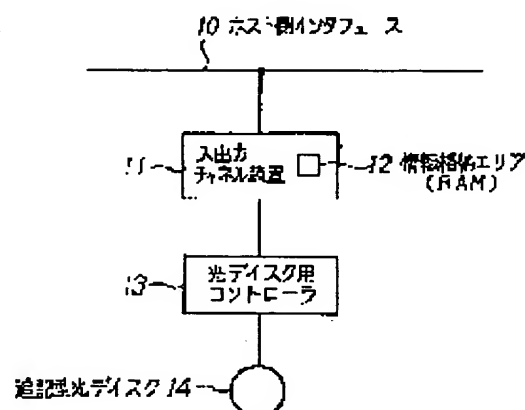 10 ホスト側インタフェース
11
入出力
チャネル装置
12 情報格納エリア
(RAM)
13
光ディスク用
コントローラ
追記型光ディスク 14